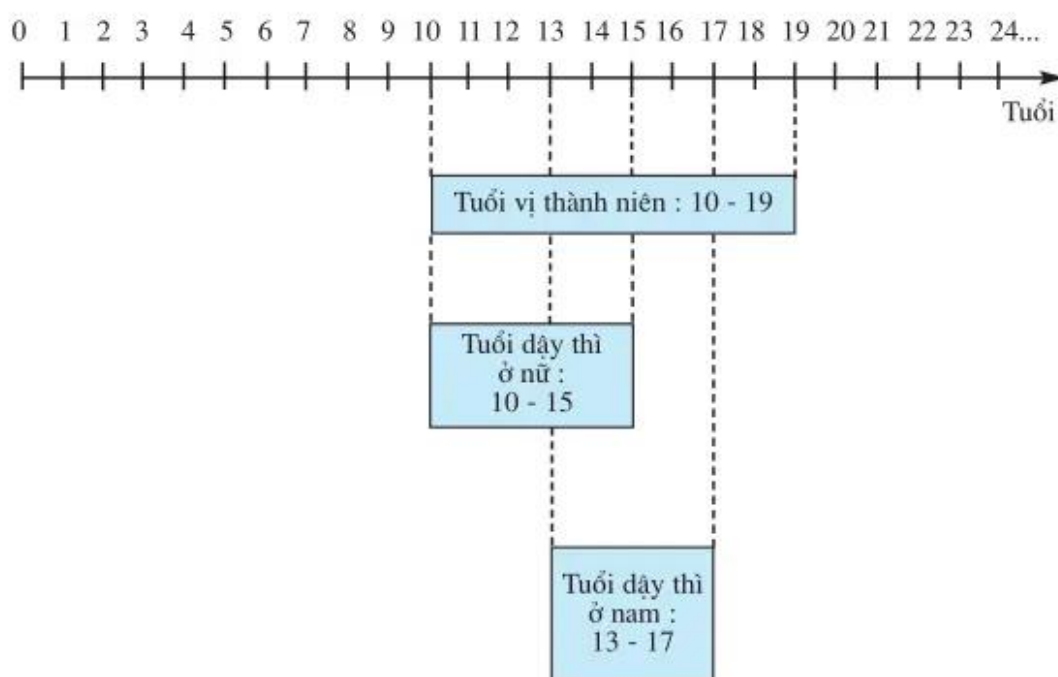 0 1 2 3 4 5 6 7 8 9 10 11 12 13 14 15 16 17 18 19 20 21 22 23 24...
Tuổi
Tuổi vị thành niên : 10 - 19
Tuổi dậy thì
ở nữ :
10 - 15
Tuổi dậy thì
ở nam :
13 - 17